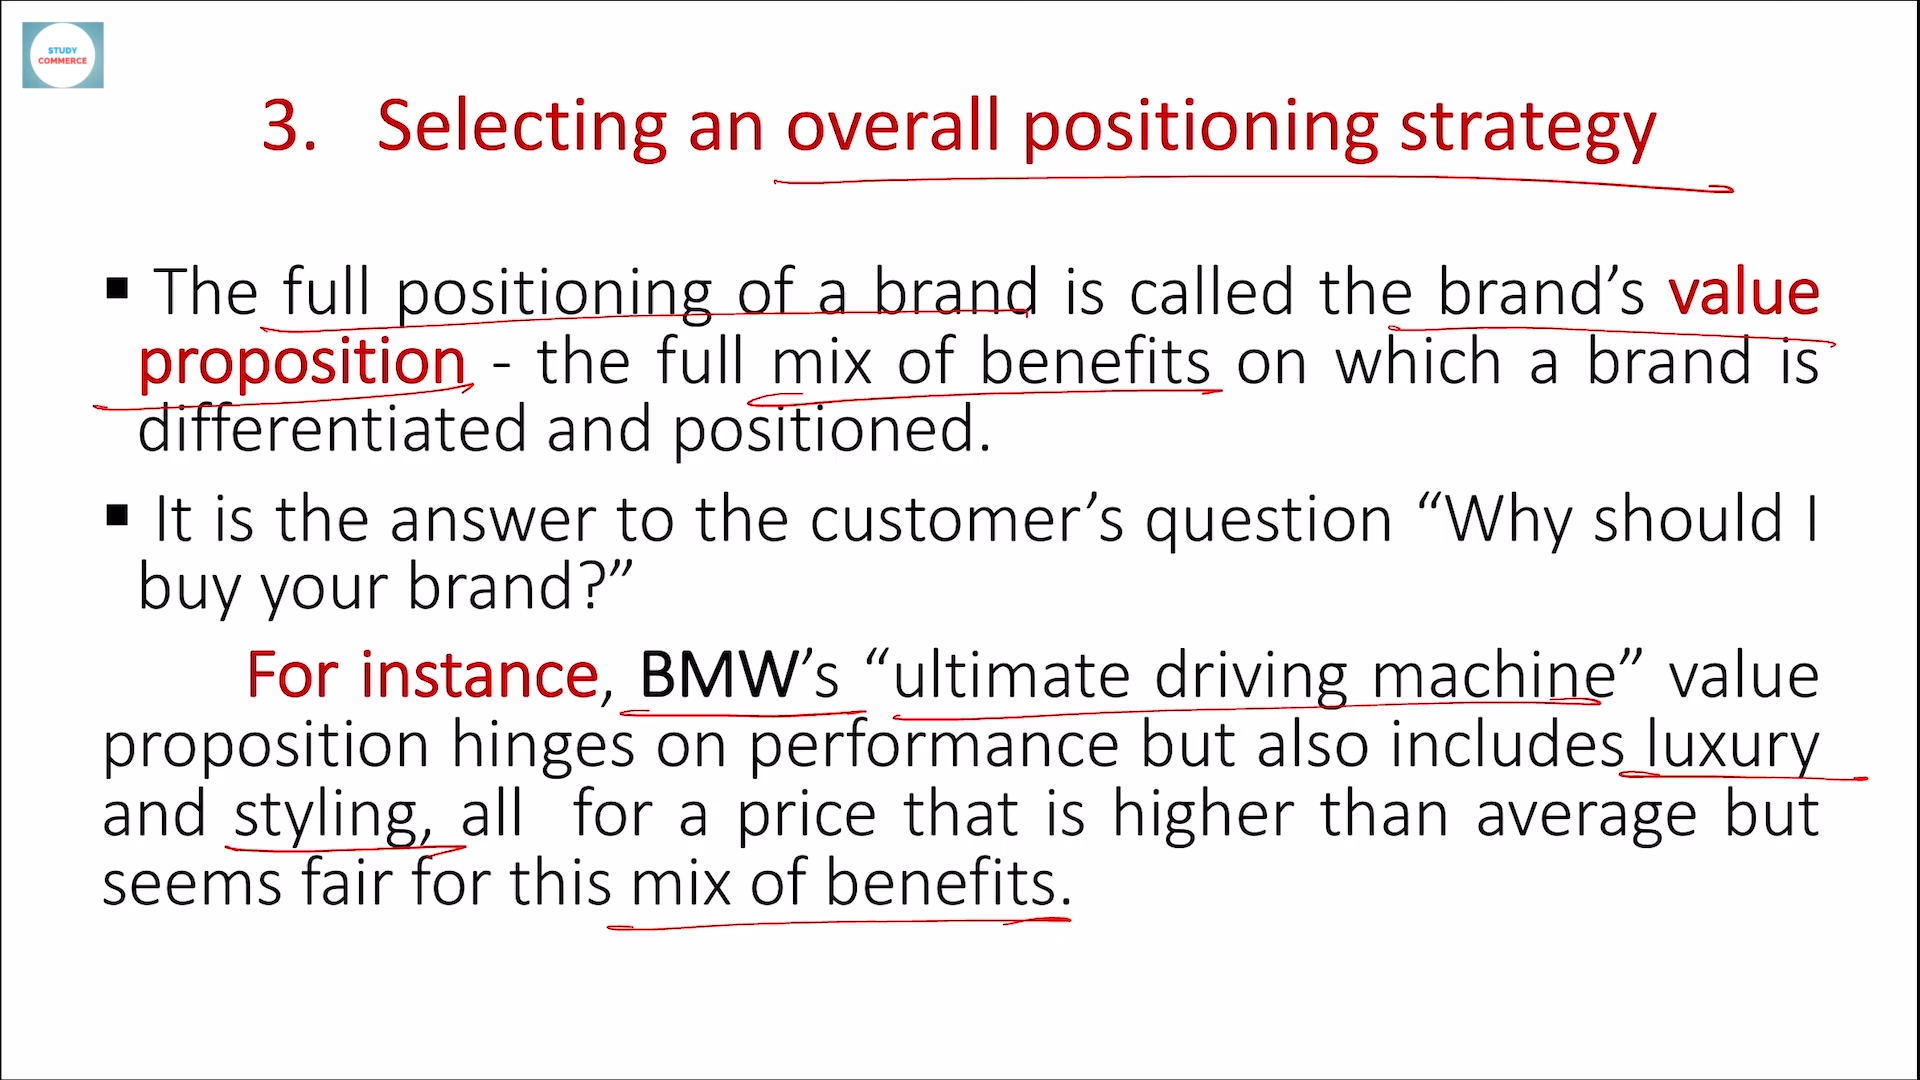 STUDY
COMMERCE
3. Selecting an overall positioning strategy
▪ The full positioning of a brand is called the brand’s value
proposition - the full mix of benefits on which a brand is
differentiated and positioned.
▪ It is the answer to the customer’s question “Why should I
buy your brand?”
For instance, BMW’s “ultimate driving machine” value
proposition hinges on performance but also includes luxury
and styling, all for a price that is higher than average but
seems fair for this mix of benefits.